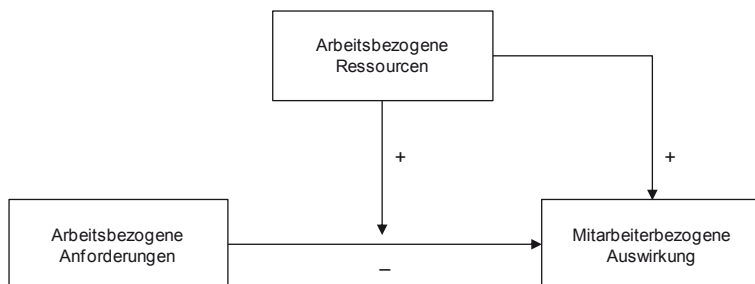 Arbeitsbezogene
Ressourcen
+
+
Arbeitsbezogene
Anforderungen
–
Mitarbeiterbezogene
Auswirkung